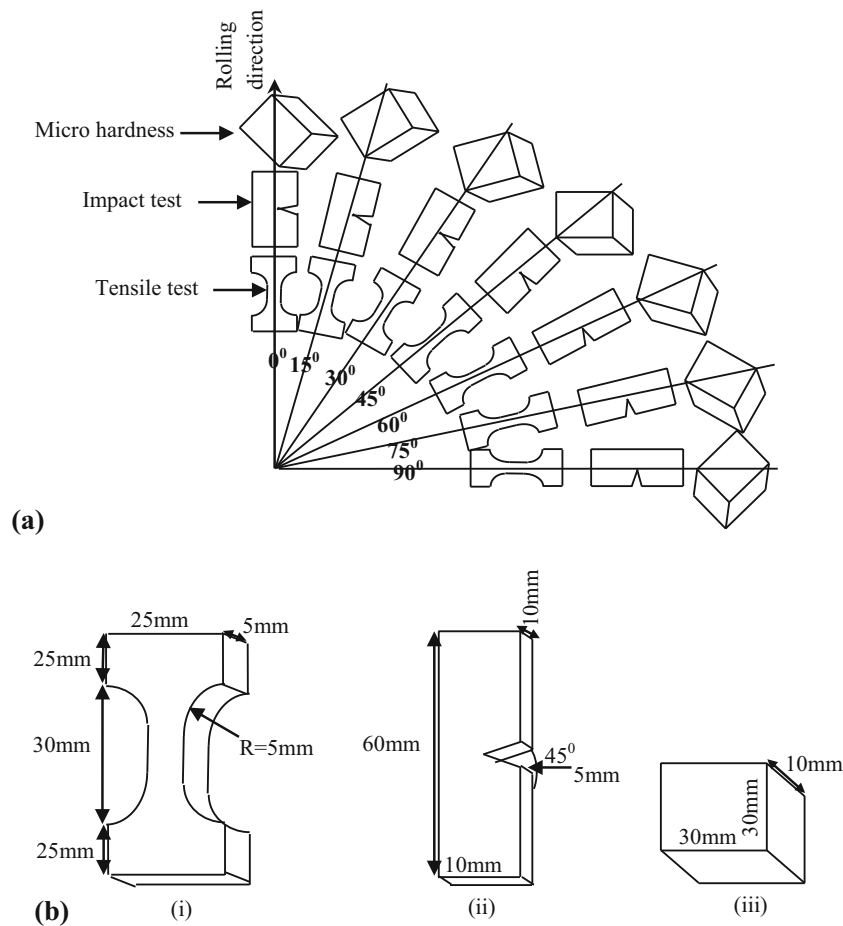 Rolling
direction
Micro hardness
Impact test
Tensile test
0⁰
15⁰
30⁰
45⁰
60⁰
75⁰
90⁰
(a)
25mm
5mm
25mm
30mm
R=5mm
25mm
(i)
10mm
60mm
45⁰
5mm
10mm
(ii)
10mm
30mm
30mm
(iii)
(b)